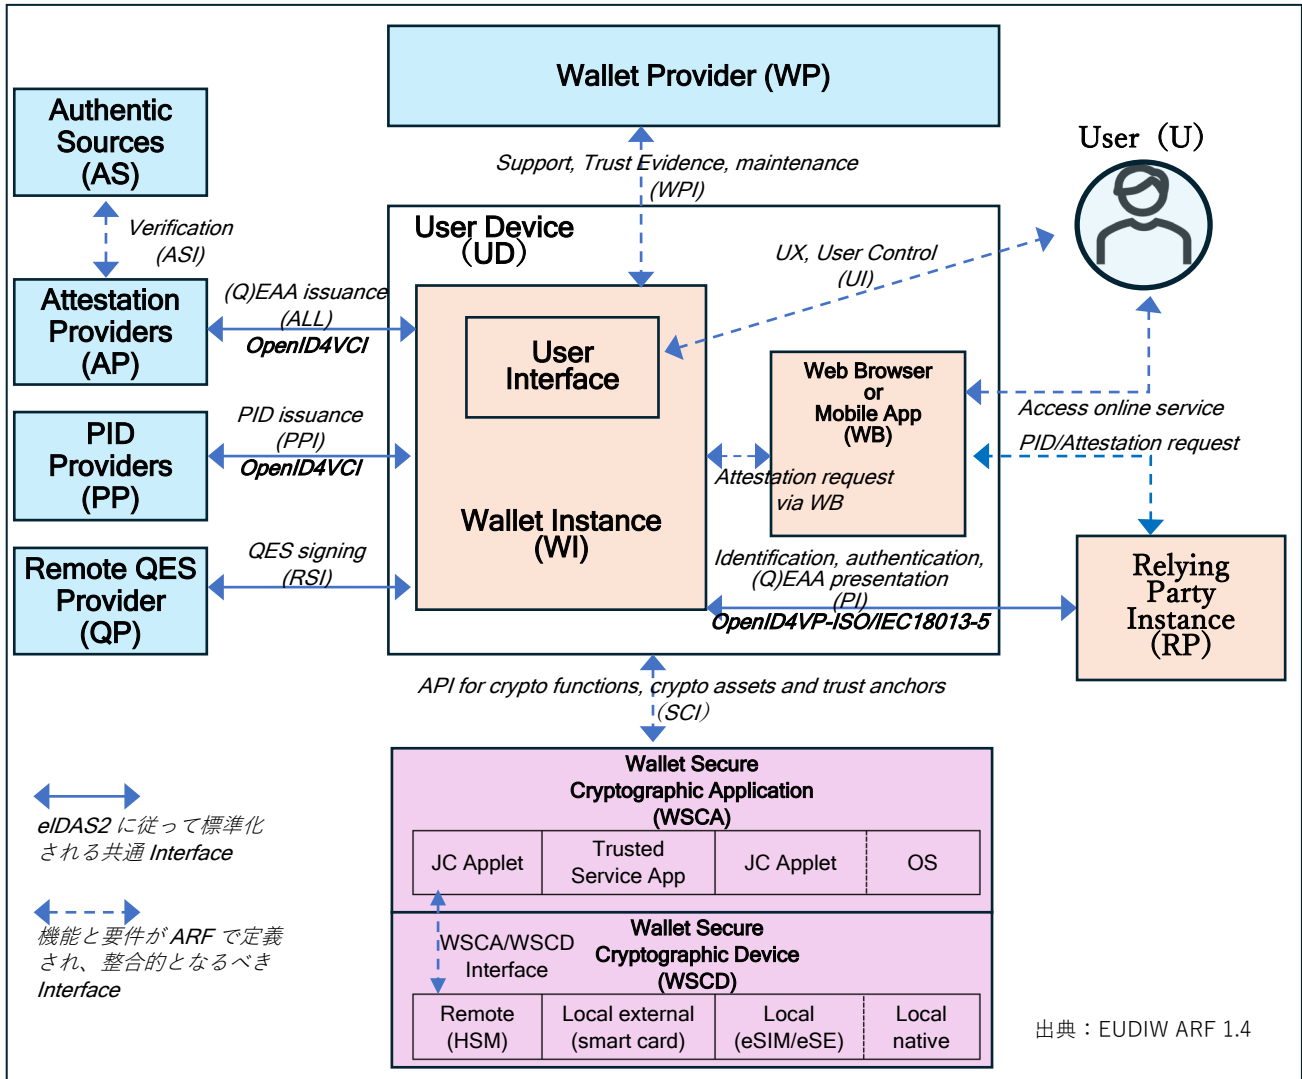 Wallet Provider (WP)
Authentic
Sources
(AS)
User（U）
Support, Trust Evidence, maintenance
(WPI)
Verification
(ASI)
User Device
（UD）
UX, User Control
(UI)
Attestation
Providers
(AP)
(Q)EAA issuance
(ALL)
OpenID4VCI
User
Interface
Web Browser
or
Mobile App
(WB)
Access online service
PID/Attestation request
PID
Providers
(PP)
PID issuance
(PPI)
OpenID4VCI
Attestation request
via WB
Wallet Instance
(WI)
Remote QES
Provider
(QP)
QES signing
(RSI)
Identification, authentication,
(Q)EAA presentation
(PI)
OpenID4VP-ISO/IEC18013-5
Relying
Party
Instance
(RP)
API for crypto functions, crypto assets and trust anchors
（SCI）
Wallet Secure
Cryptographic Application
(WSCA)
JC Applet
Trusted
Service App
JC Applet
OS
eIDAS2 に従って標準化
される共通 Interface
機能と要件が ARF で定義
され、整合的となるべき
Interface
WSCA/WSCD
Interface
Wallet Secure
Cryptographic Device
(WSCD)
Remote
(HSM)
Local external
(smart card)
Local
(eSIM/eSE)
Local
native
出典：EUDIW ARF 1.4